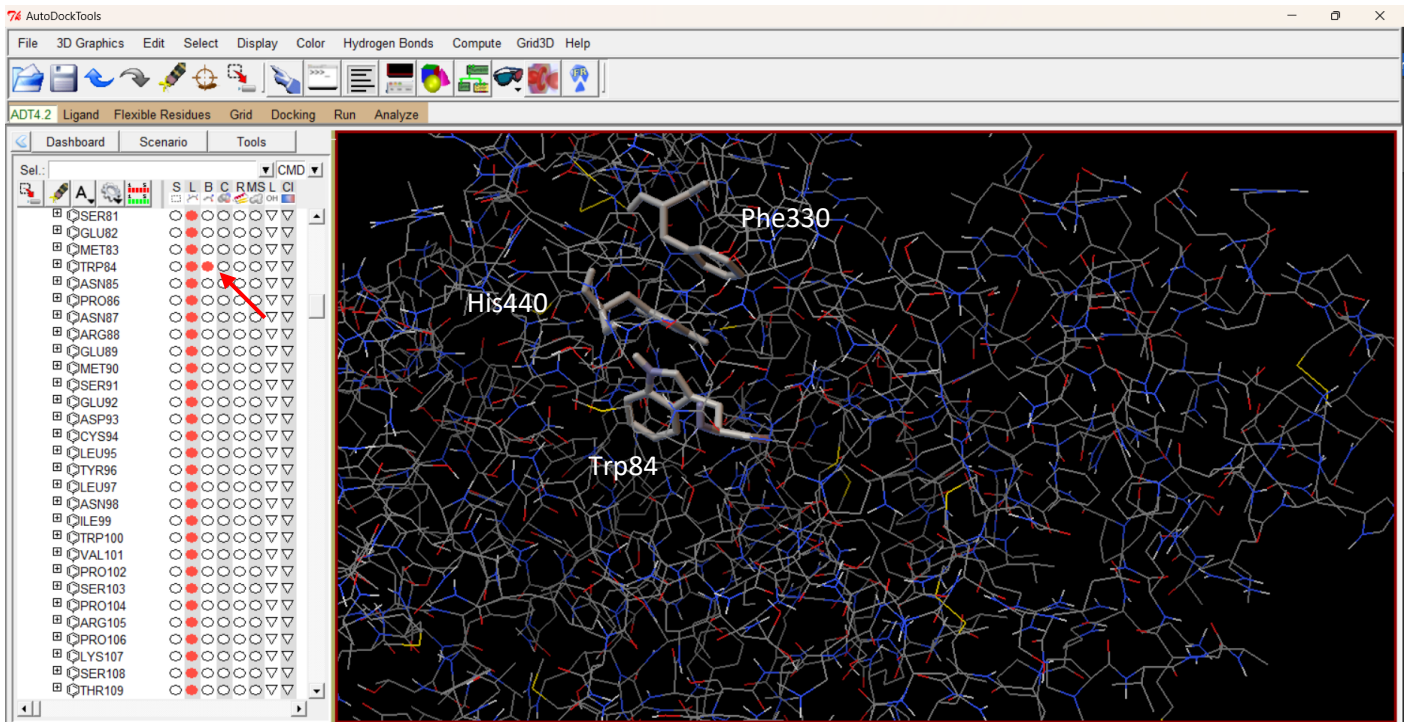 AutoDockTools
File 3D Graphics Edit Select Display Color Hydrogen Bonds Compute Grid3D Help
ADT4.2 Ligand Flexible Residues Grid Docking Run Analyze
Dashboard Scenario Tools
Sel.: CMD
A S L B C R MS L Cl
SER81
GLU82
MET83
TRP84
ASN85
PRO86
ASN87
ARG88
GLU89
MET90
SER91
GLU92
ASP93
CYS94
LEU95
TYR96
LEU97
ASN98
ILE99
TRP100
VAL101
PRO102
SER103
PRO104
ARG105
PRO106
LYS107
SER108
THR109
Phe330
His440
Trp84